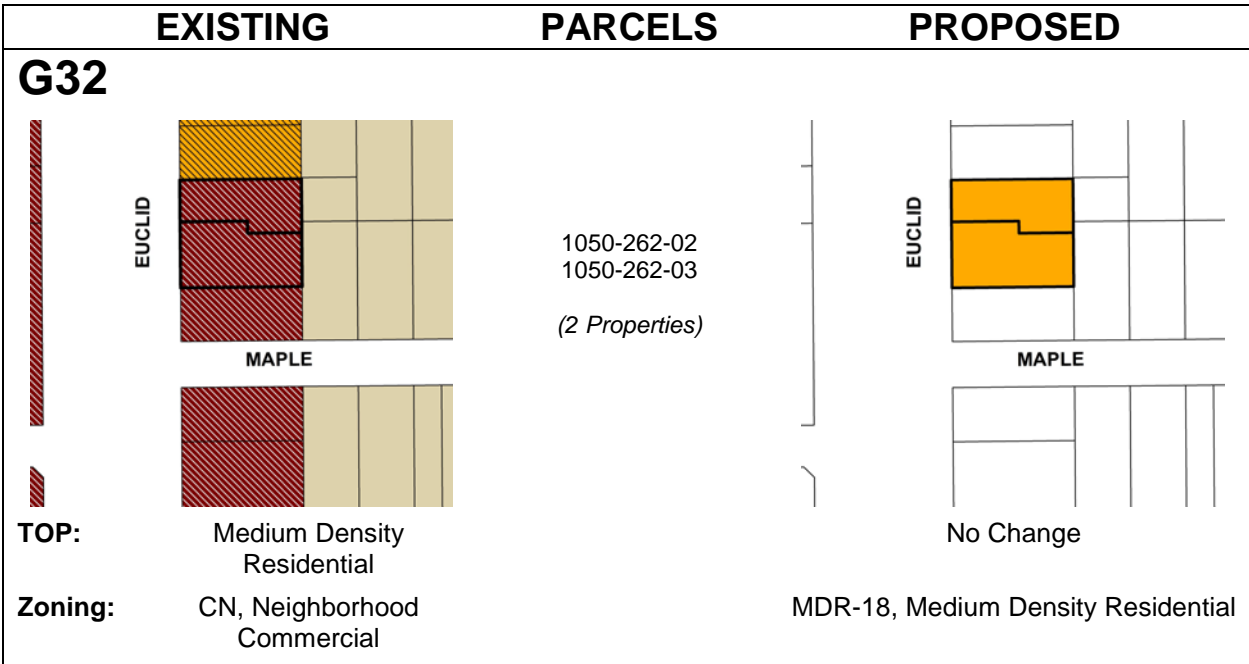 EXISTING PARCELS PROPOSED
G32
EUCLID
MAPLE
1050-262-02
1050-262-03
(2 Properties)
EUCLID
MAPLE
TOP: Medium Density
Residential
No Change
Zoning: CN, Neighborhood
Commercial
MDR-18, Medium Density Residential